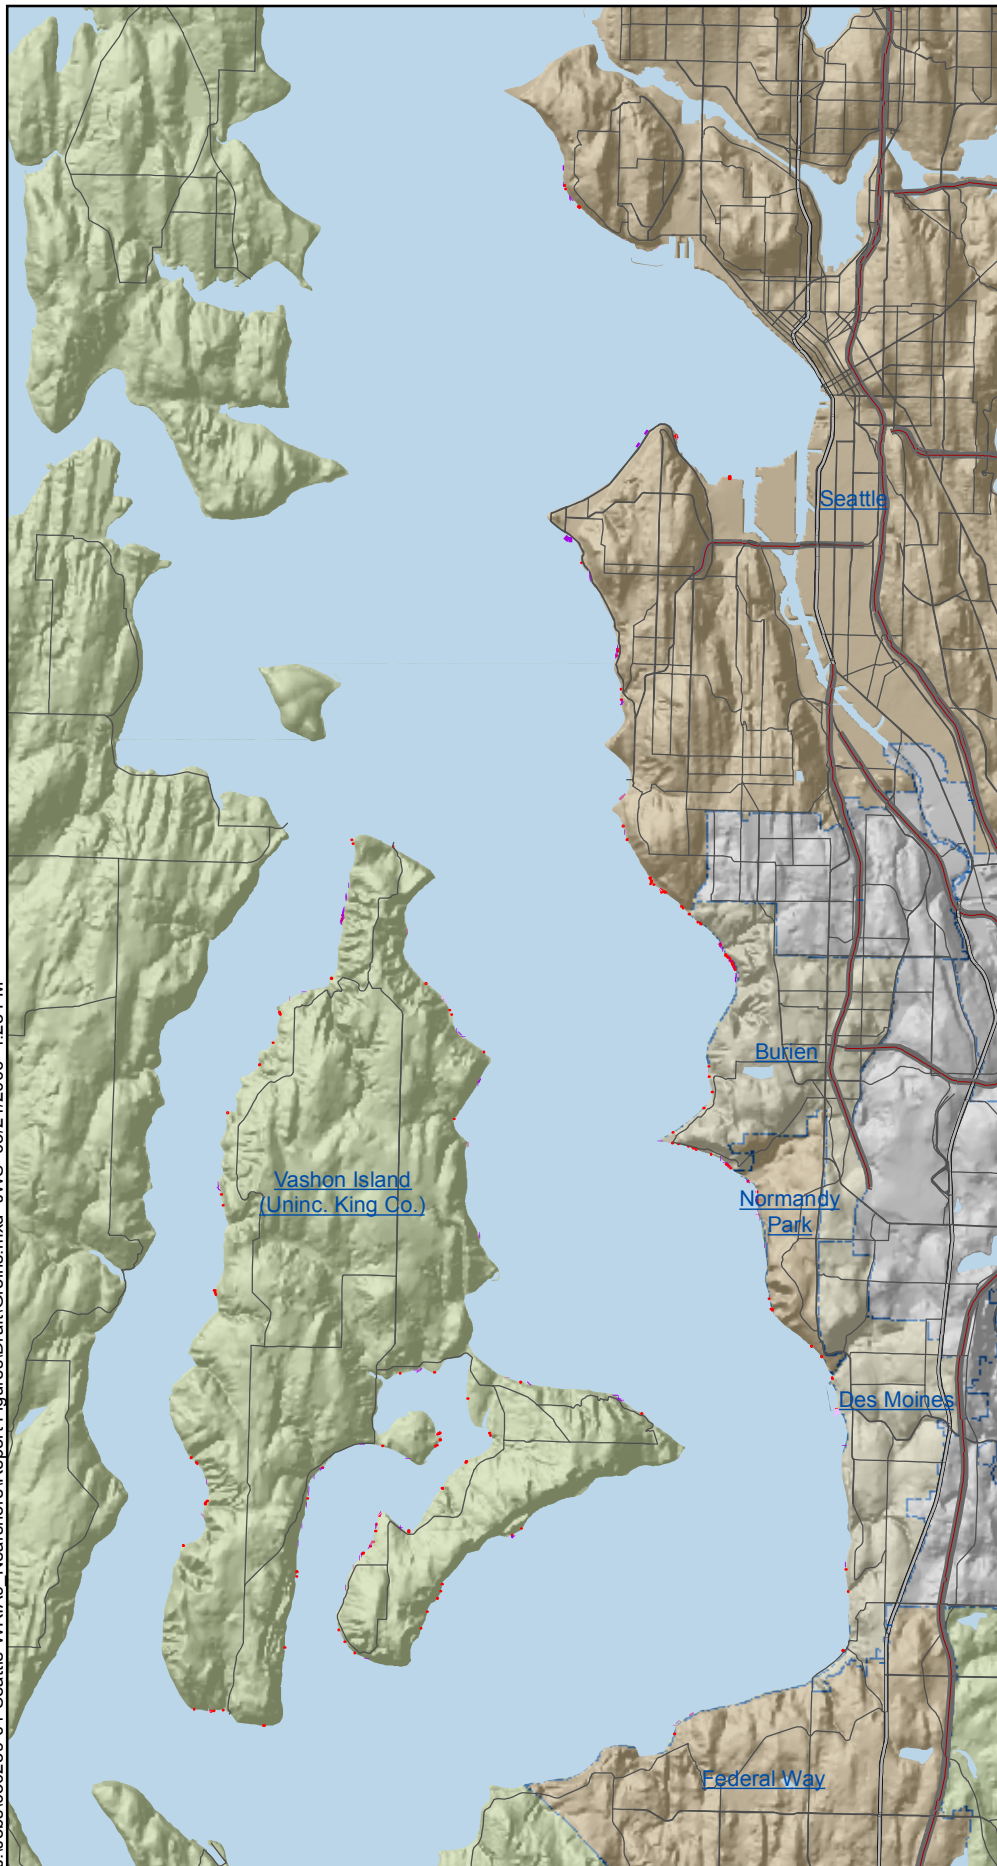 Seattle
Burien
Vashon Island
(Uninc. King Co.)
Normandy
Park
Des Moines
Federal Way